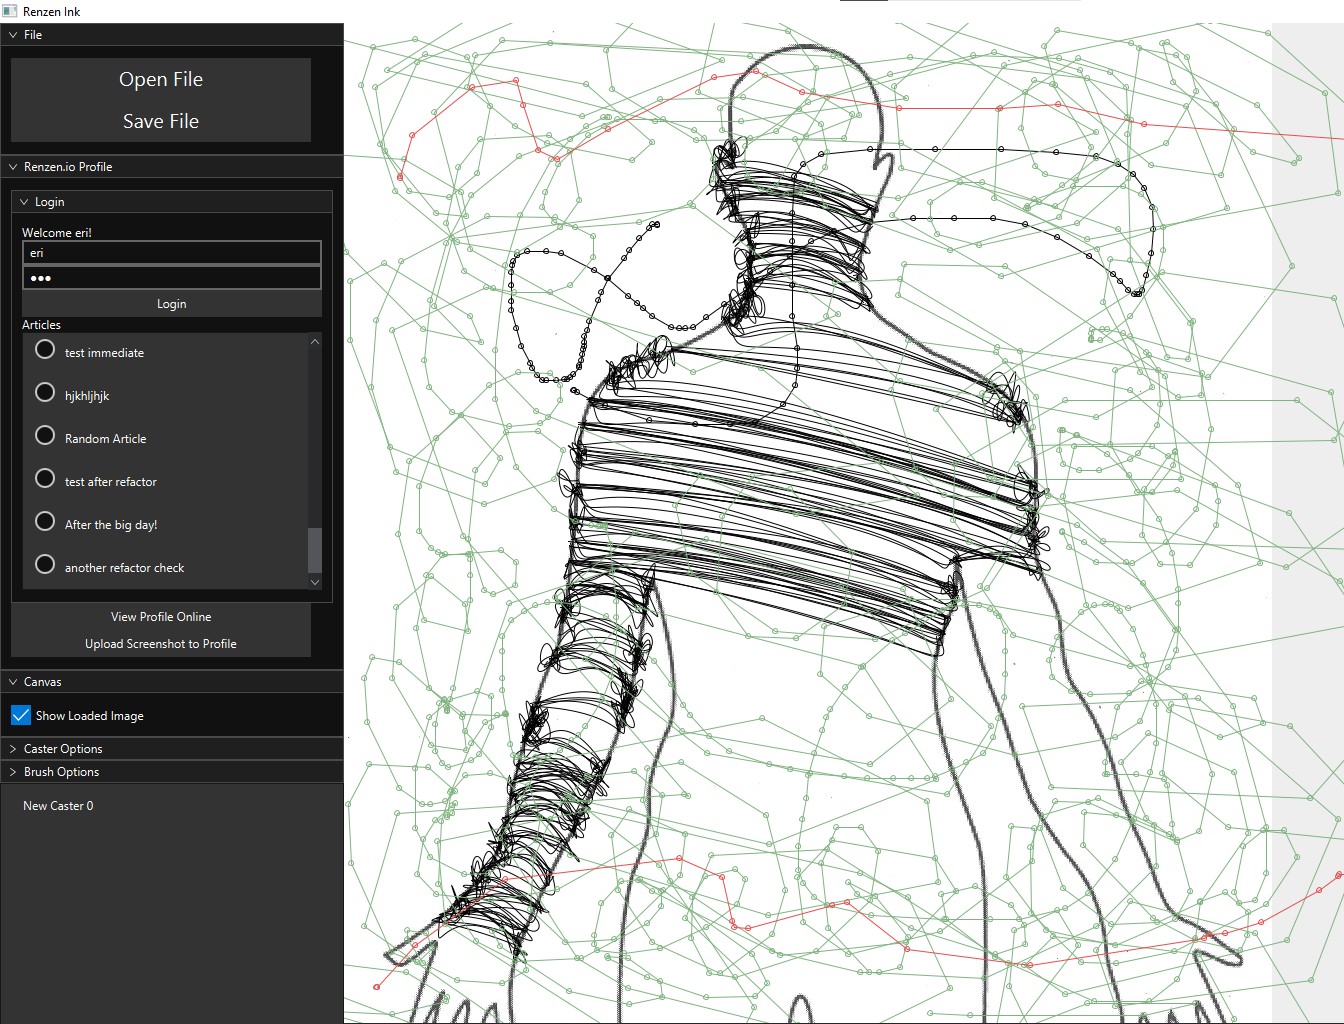 Renzen Ink
File
Open File
Save File
Renzen.io Profile
Login
Welcome eri!
eri
Login
Articles
test immediate
hjkhljhjk
Random Article
test after refactor
After the big day!
another refactor check
View Profile Online
Upload Screenshot to Profile
Canvas
Show Loaded Image
Caster Options
Brush Options
New Caster 0